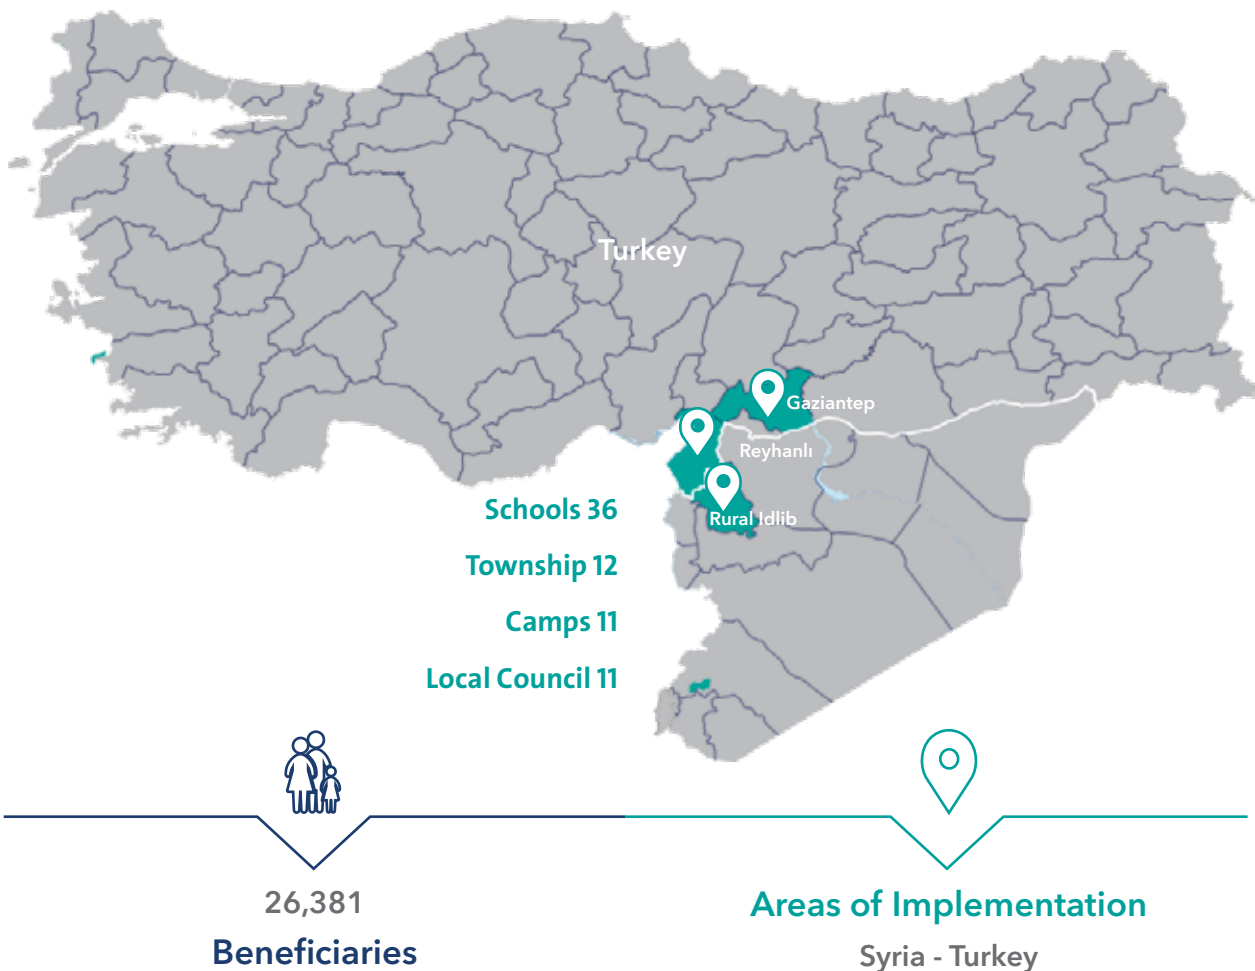 Turkey
Gaziantep
Reyhanlı
Rural Idlib
Schools 36
Township 12
Camps 11
Local Council 11
26,381
Beneficiaries
Areas of Implementation
Syria - Turkey